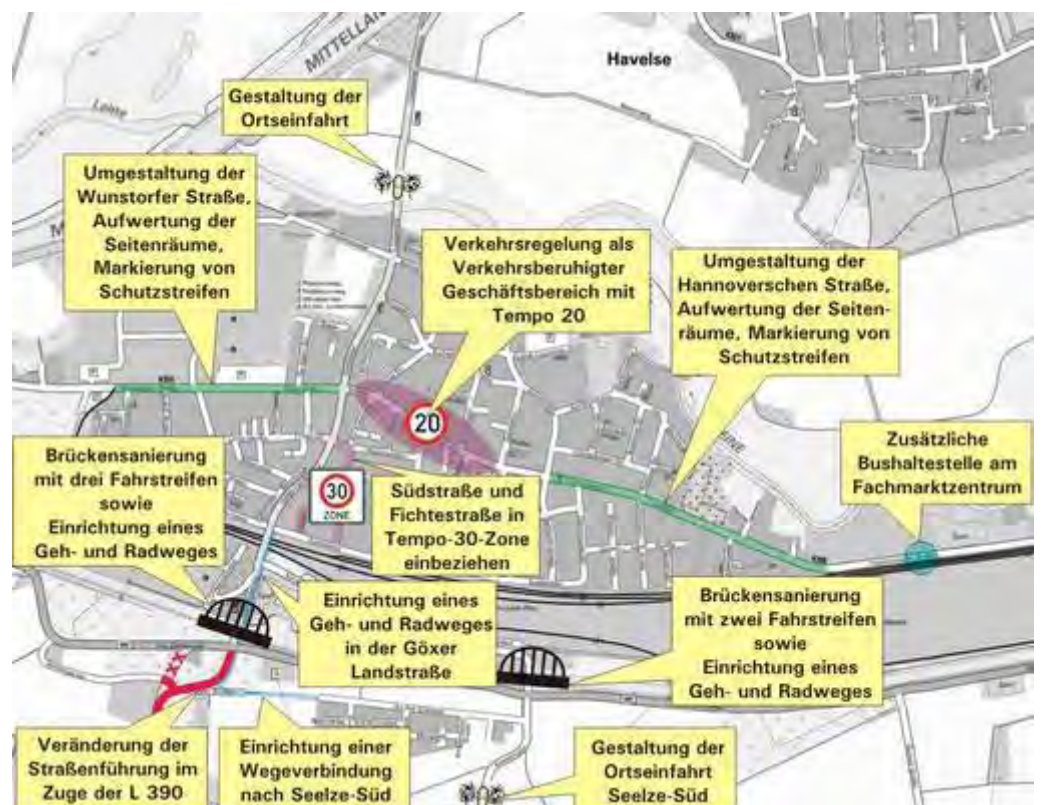 MITTELLAN
Havelse
Leine
Gestaltung der
Ortseinfahrt
Umgestaltung der
Wunstorfer Straße,
Aufwertung der
Seitenräume,
Markierung von
Schutzstreifen
Verkehrsregelung als
Verkehrsberuhigter
Geschäftsbereich mit
Tempo 20
Umgestaltung der
Hannoverschen Straße,
Aufwertung der Seiten-
räume, Markierung von
Schutzstreifen
20
Brückensanierung
mit drei Fahrstreifen
sowie
Einrichtung eines
Geh- und Radweges
30
ZONE
Südstraße und
Fichtestraße in
Tempo-30-Zone
einbeziehen
Zusätzliche
Bushaltestelle am
Fachmarktzentrum
Einrichtung eines
Geh- und Radweges
in der Göxer
Landstraße
Brückensanierung
mit zwei Fahrstreifen
sowie
Einrichtung eines
Geh- und Radweges
XX
Veränderung der
Straßenführung im
Zuge der L 390
Einrichtung einer
Wegeverbindung
nach Seelze-Süd
Gestaltung der
Ortseinfahrt
Seelze-Süd